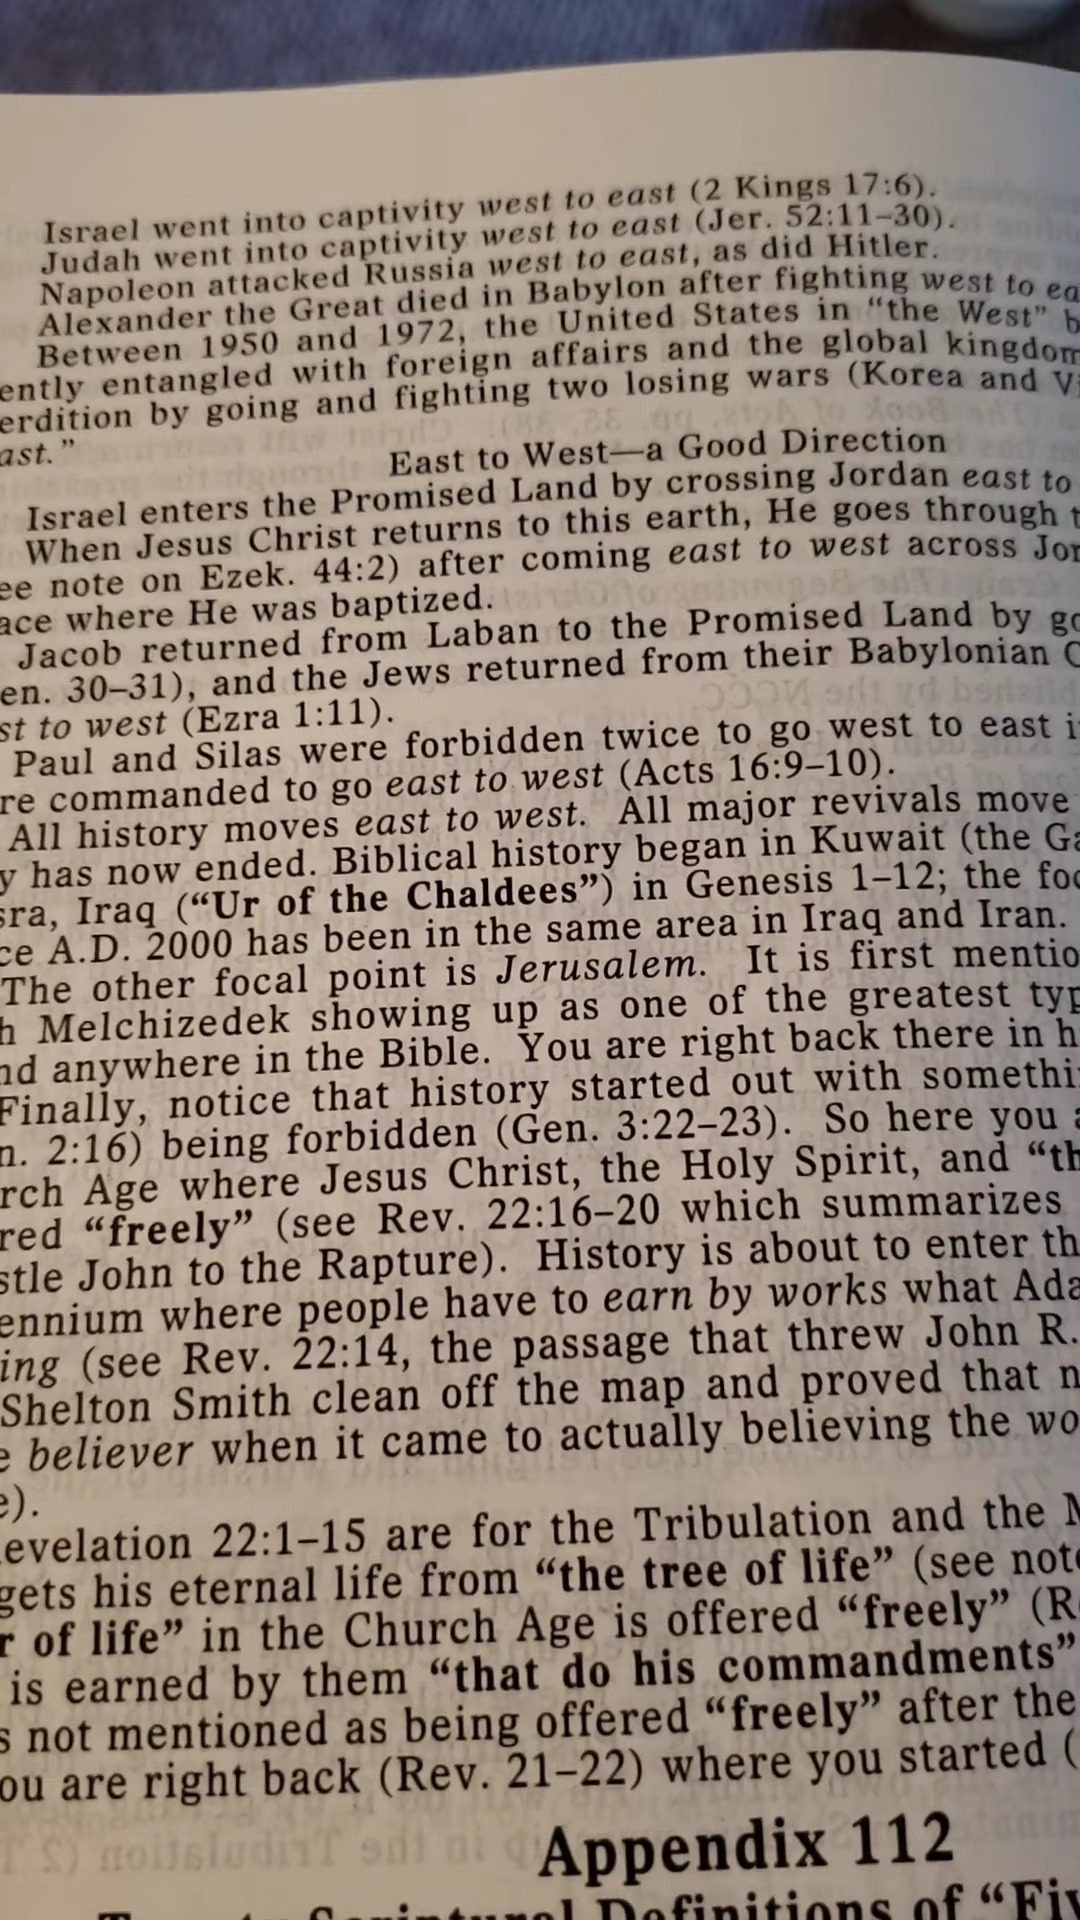 Israel went into captivity west to east (2 Kings 17:6).
Judah went into captivity west to east (Jer. 52:11–30).
Napoleon attacked Russia west to east, as did Hitler.
Alexander the Great died in Babylon after fighting west to ea
Between 1950 and 1972, the United States in “the West” b
ently entangled with foreign affairs and the global kingdom
erdition by going and fighting two losing wars (Korea and Vi
ast.”
East to West—a Good Direction
Israel enters the Promised Land by crossing Jordan east to
When Jesus Christ returns to this earth, He goes through t
ee note on Ezek. 44:2) after coming east to west across Jor
ace where He was baptized.
Jacob returned from Laban to the Promised Land by go
en. 30–31), and the Jews returned from their Babylonian C
st to west (Ezra 1:11).
Paul and Silas were forbidden twice to go west to east i
re commanded to go east to west (Acts 16:9–10).
All history moves east to west. All major revivals move
y has now ended. Biblical history began in Kuwait (the Ga
sra, Iraq (“Ur of the Chaldees”) in Genesis 1–12; the foc
ce A.D. 2000 has been in the same area in Iraq and Iran.
The other focal point is Jerusalem. It is first mentio
h Melchizedek showing up as one of the greatest typ
nd anywhere in the Bible. You are right back there in h
Finally, notice that history started out with somethi
n. 2:16) being forbidden (Gen. 3:22–23). So here you a
rch Age where Jesus Christ, the Holy Spirit, and “th
red “freely” (see Rev. 22:16–20 which summarizes
stle John to the Rapture). History is about to enter th
ennium where people have to earn by works what Ada
ing (see Rev. 22:14, the passage that threw John R.
Shelton Smith clean off the map and proved that n
e believer when it came to actually believing the wo
e).
evelation 22:1–15 are for the Tribulation and the M
gets his eternal life from “the tree of life” (see note
r of life” in the Church Age is offered “freely” (R
is earned by them “that do his commandments”
s not mentioned as being offered “freely” after the
ou are right back (Rev. 21–22) where you started (
Appendix 112
Scriptural Definitions of “Fiv